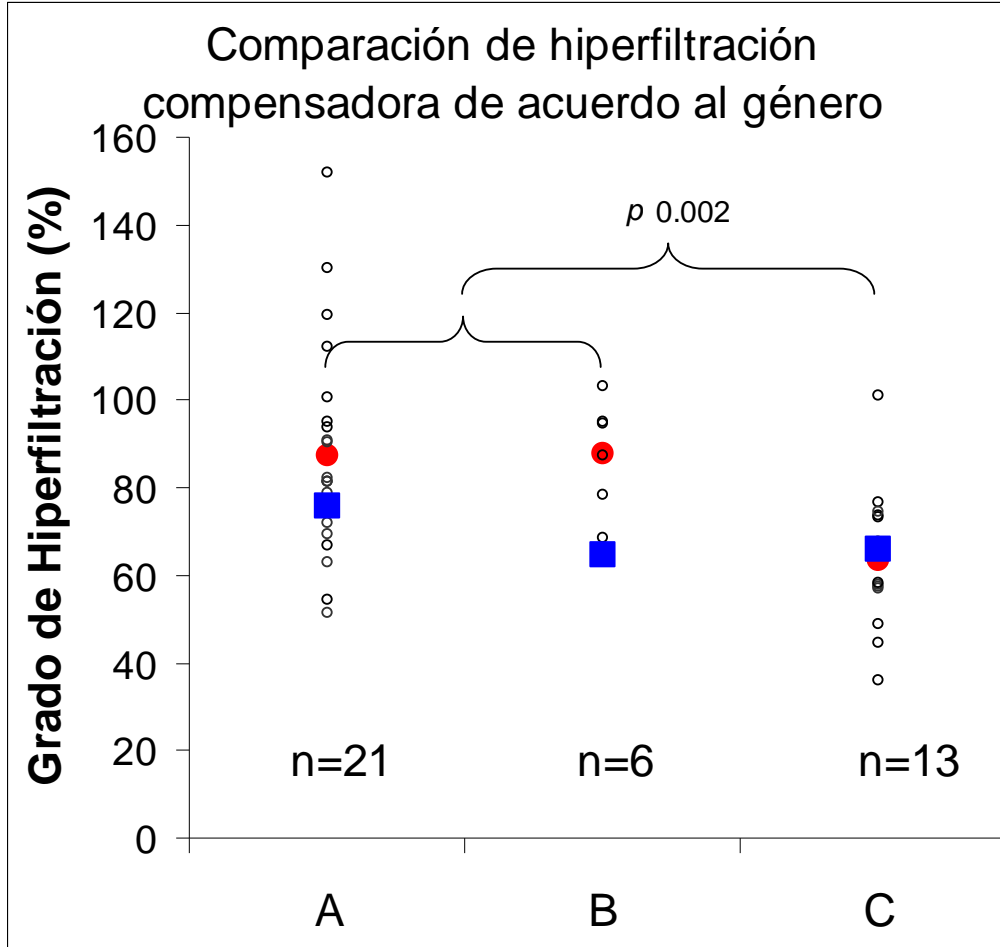 Comparación de hiperfiltración
compensadora de acuerdo al género
Grado de Hiperfiltración (%)
160
140
120
100
80
60
40
20
0
p 0.002
n=21
n=6
n=13
A
B
C